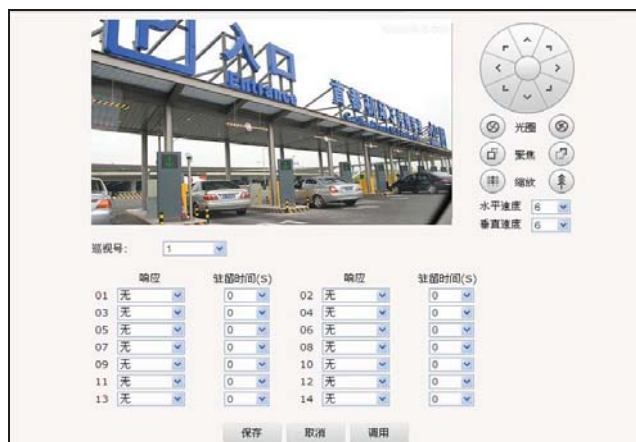 P 入口
Entrance
光圈
聚焦
缩放
水平速度 6
垂直速度 6
巡视号: 1
响应 驻留时间(S) 响应 驻留时间(S)
01 无 0 02 无 0
03 无 0 04 无 0
05 无 0 06 无 0
07 无 0 08 无 0
09 无 0 10 无 0
11 无 0 12 无 0
13 无 0 14 无 0
保存 取消 调用